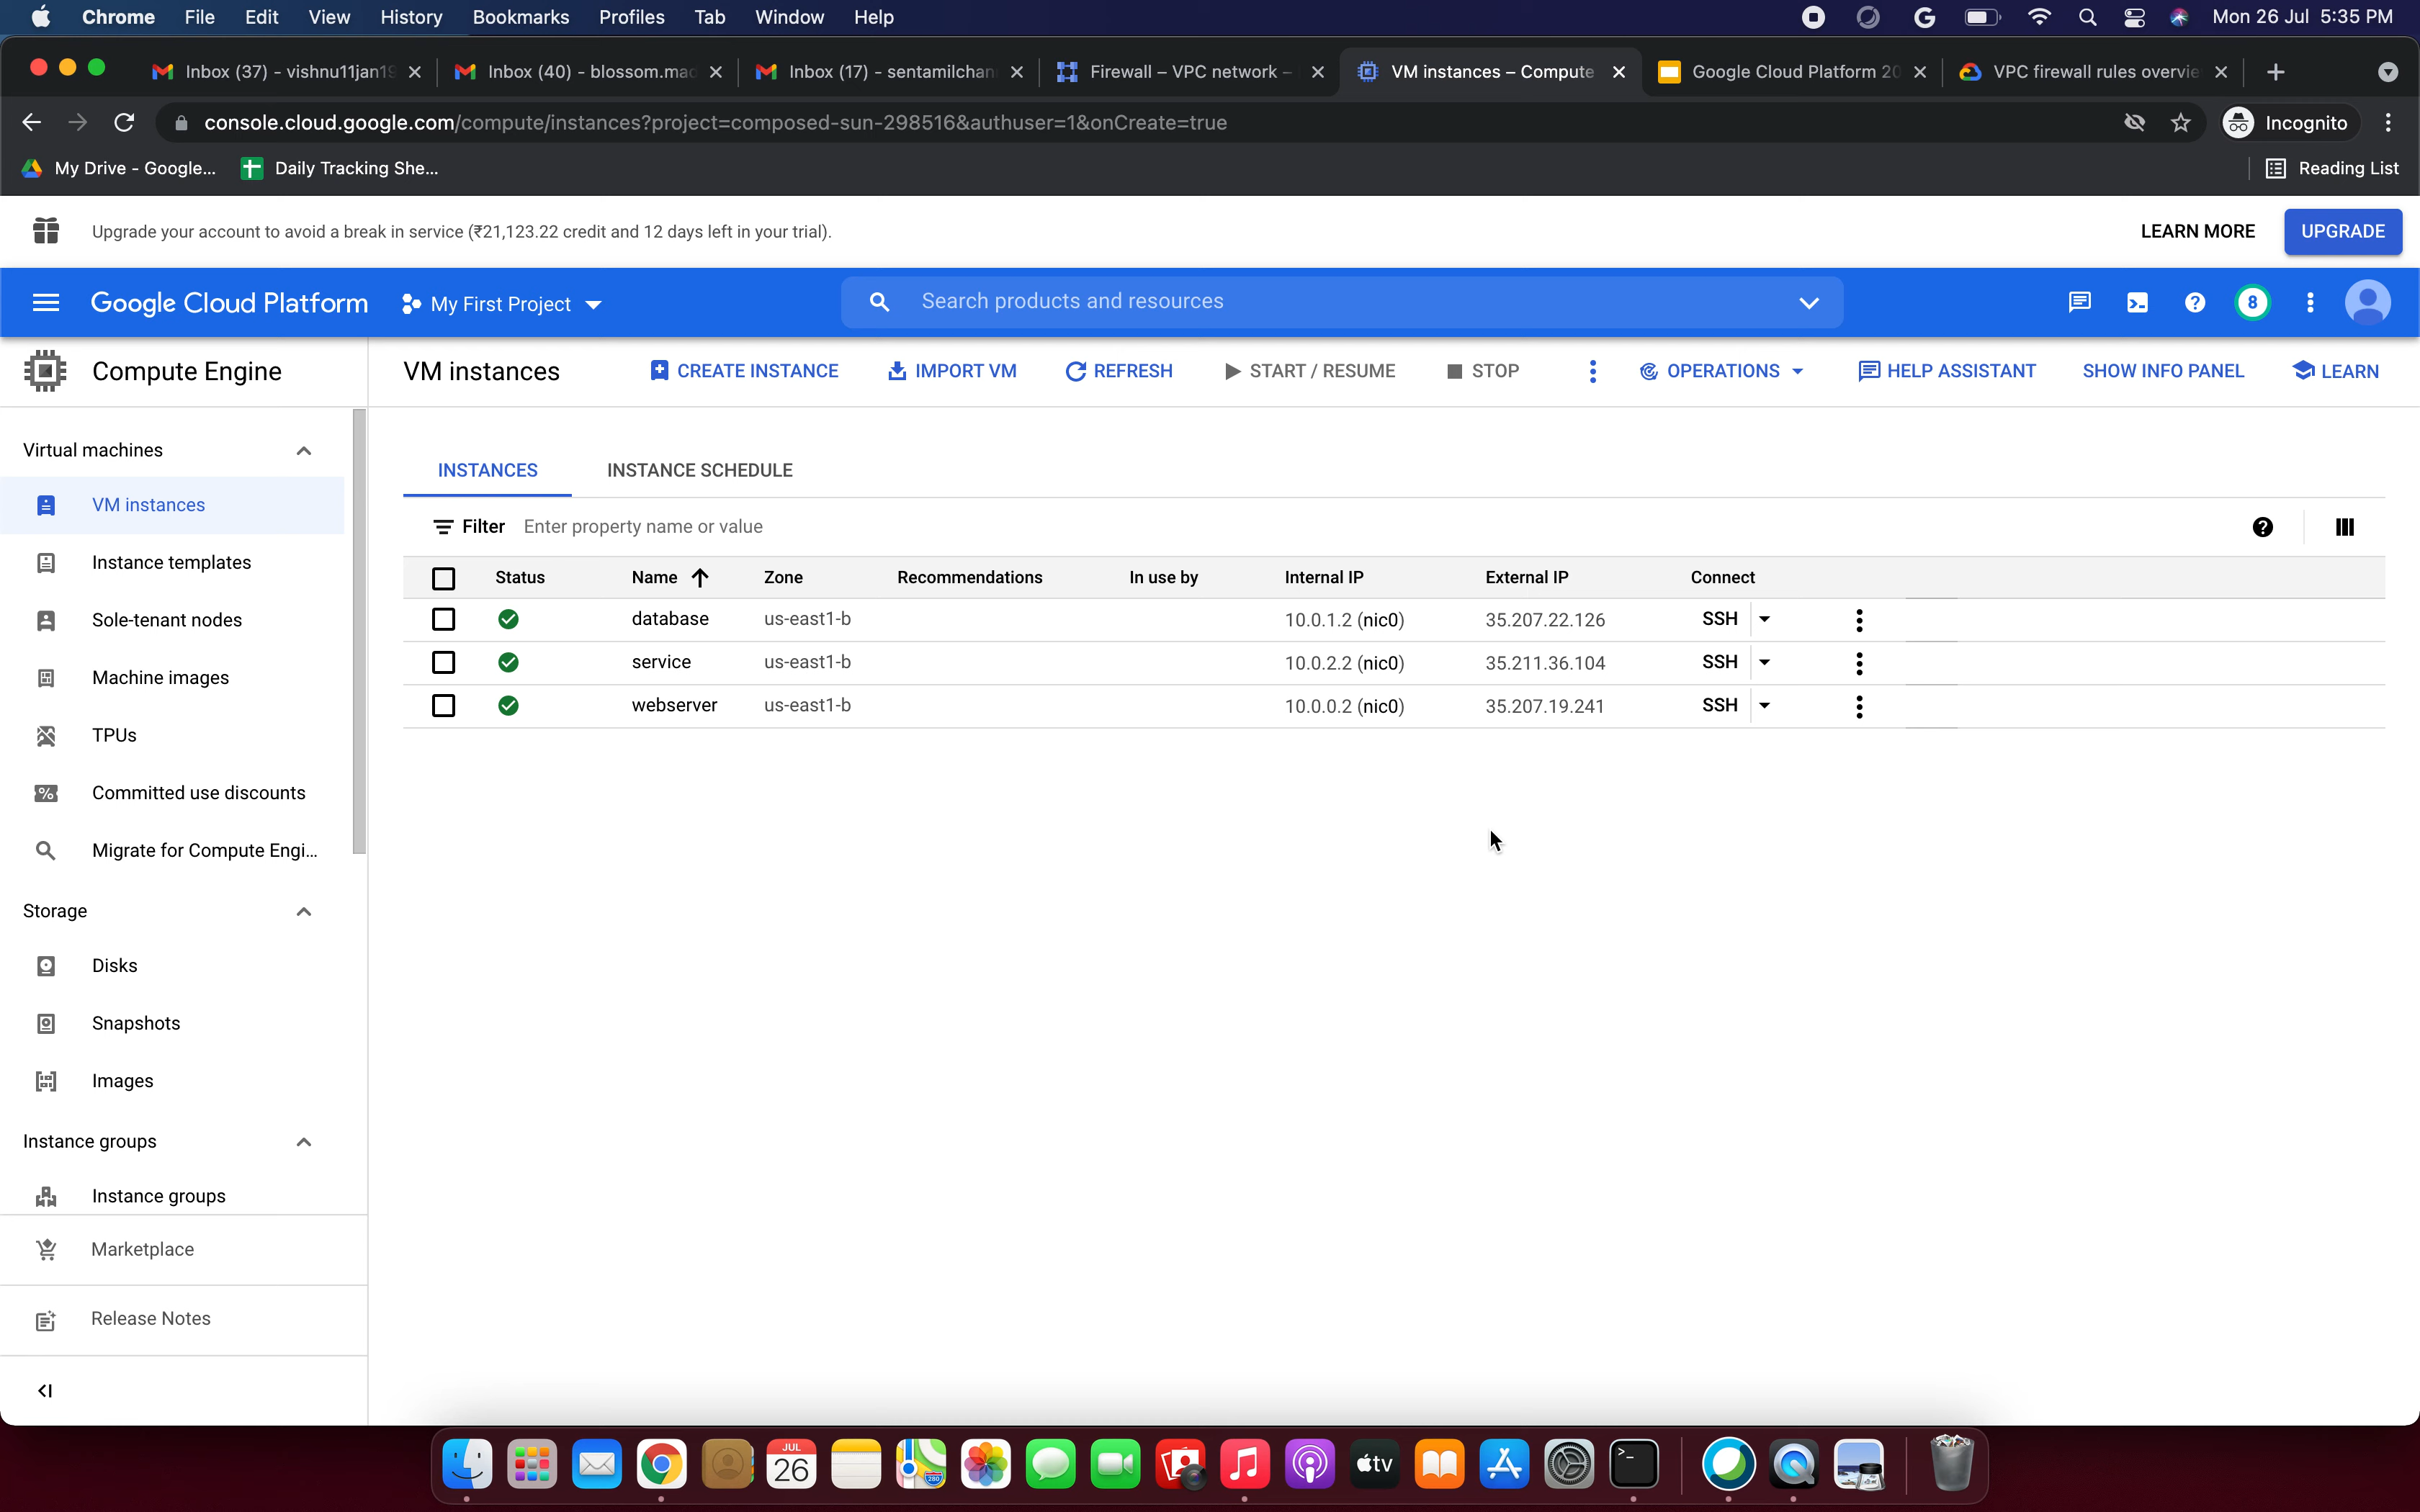 Chrome File Edit View History Bookmarks Profiles Tab Window Help Mon 26 Jul 5:35 PM
Inbox (37) - vishnu11jan19 Inbox (40) - blossom.mac Inbox (17) - sentamilchan Firewall – VPC network – VM instances – Compute Google Cloud Platform 20 VPC firewall rules overvie
console.cloud.google.com/compute/instances?project=composed-sun-298516&authuser=1&onCreate=true Incognito
My Drive - Google... Daily Tracking She... Reading List
Upgrade your account to avoid a break in service (₹21,123.22 credit and 12 days left in your trial). LEARN MORE UPGRADE
Google Cloud Platform My First Project Search products and resources 8
Compute Engine VM instances CREATE INSTANCE IMPORT VM REFRESH START / RESUME STOP OPERATIONS HELP ASSISTANT SHOW INFO PANEL LEARN
Virtual machines
VM instances
Instance templates
Sole-tenant nodes
Machine images
TPUs
Committed use discounts
Migrate for Compute Engi...
Storage
Disks
Snapshots
Images
Instance groups
Instance groups
Marketplace
Release Notes
INSTANCES INSTANCE SCHEDULE
Filter Enter property name or value
Status Name Zone Recommendations In use by Internal IP External IP Connect
database us-east1-b 10.0.1.2 (nic0) 35.207.22.126 SSH
service us-east1-b 10.0.2.2 (nic0) 35.211.36.104 SSH
webserver us-east1-b 10.0.0.2 (nic0) 35.207.19.241 SSH
JUL
26
tv